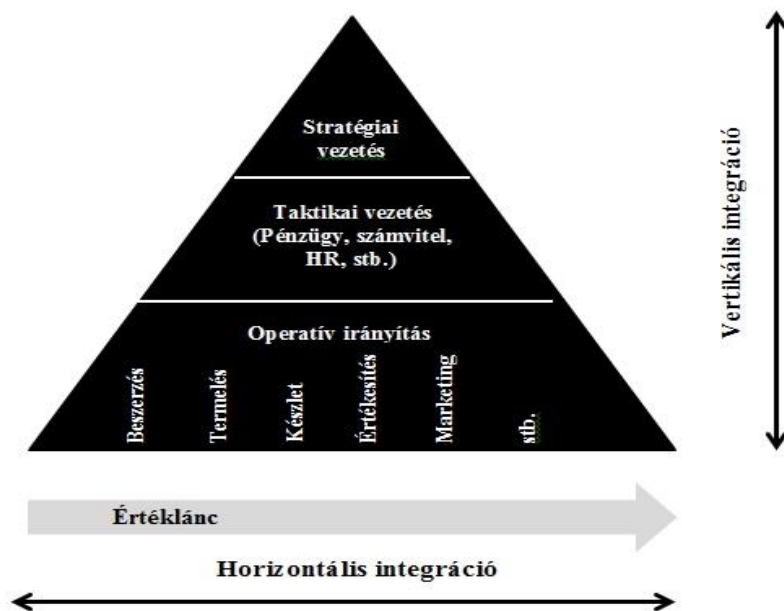 Stratégiai
vezetés
Taktikai vezetés
(Pénzügy, számvitel,
HR, stb.)
Operatív irányítás
Beszerzés
Termelés
Készlet
Értékesítés
Marketing
stb.
Értéklánc
Horizontális integráció
Vertikális integráció